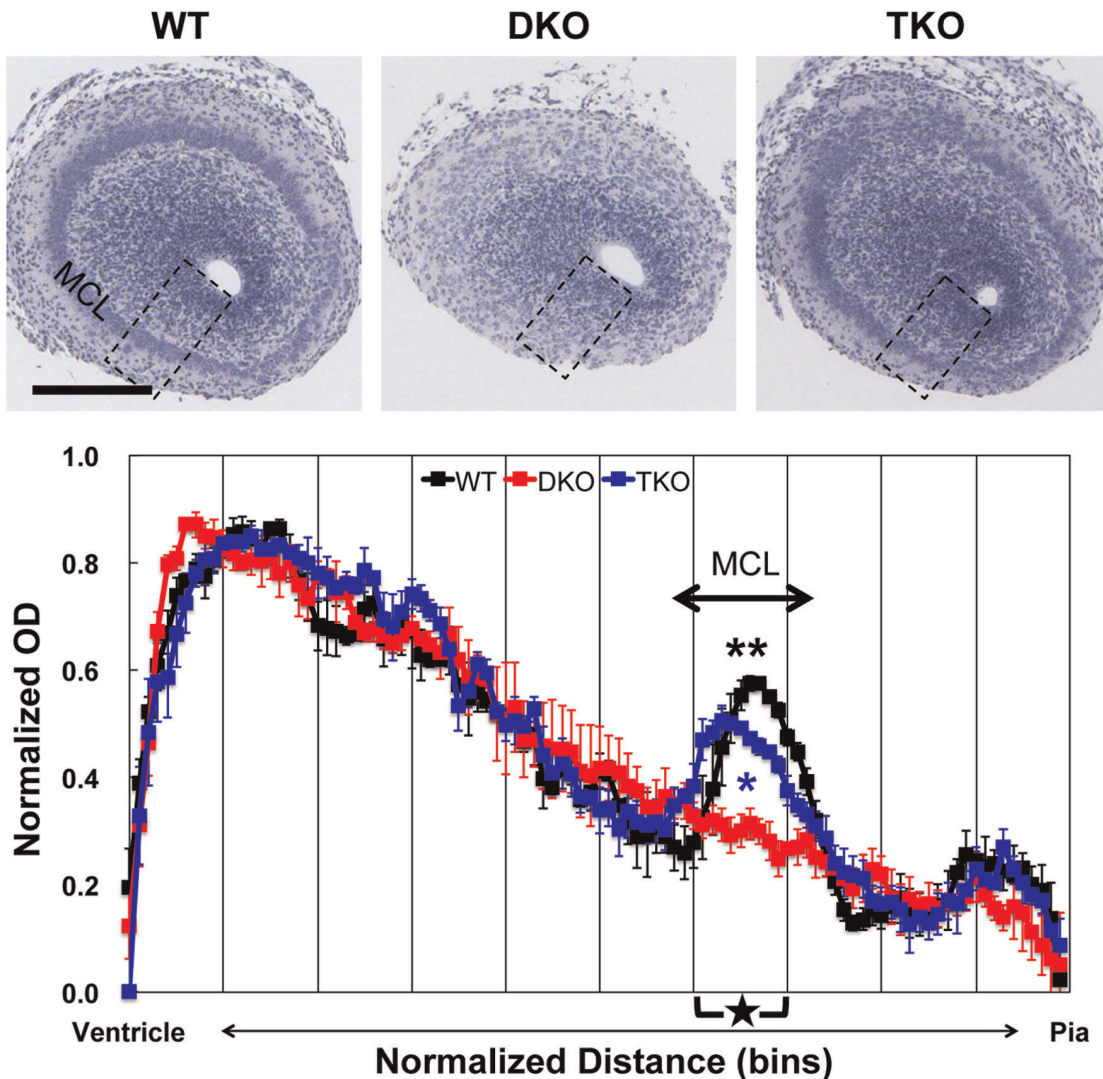 WT DKO TKO
MCL
1.0
WT DKO TKO
0.8
MCL
**
0.6
*
0.4
0.2
0.0
Normalized OD
★
Ventricle Pia
Normalized Distance (bins)